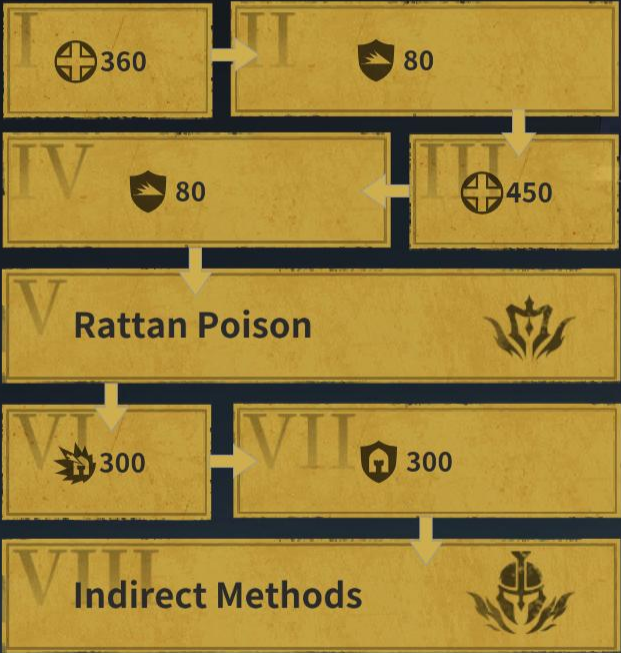 I 360
II 80
III 450
IV 80
V Rattan Poison
VI 300
VII 300
VIII Indirect Methods